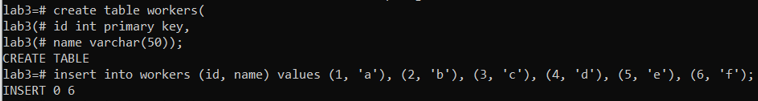 lab3=# create table workers(
lab3(# id int primary key,
lab3(# name varchar(50));
CREATE TABLE
lab3=# insert into workers (id, name) values (1, 'a'), (2, 'b'), (3, 'c'), (4, 'd'), (5, 'e'), (6, 'f');
INSERT 0 6